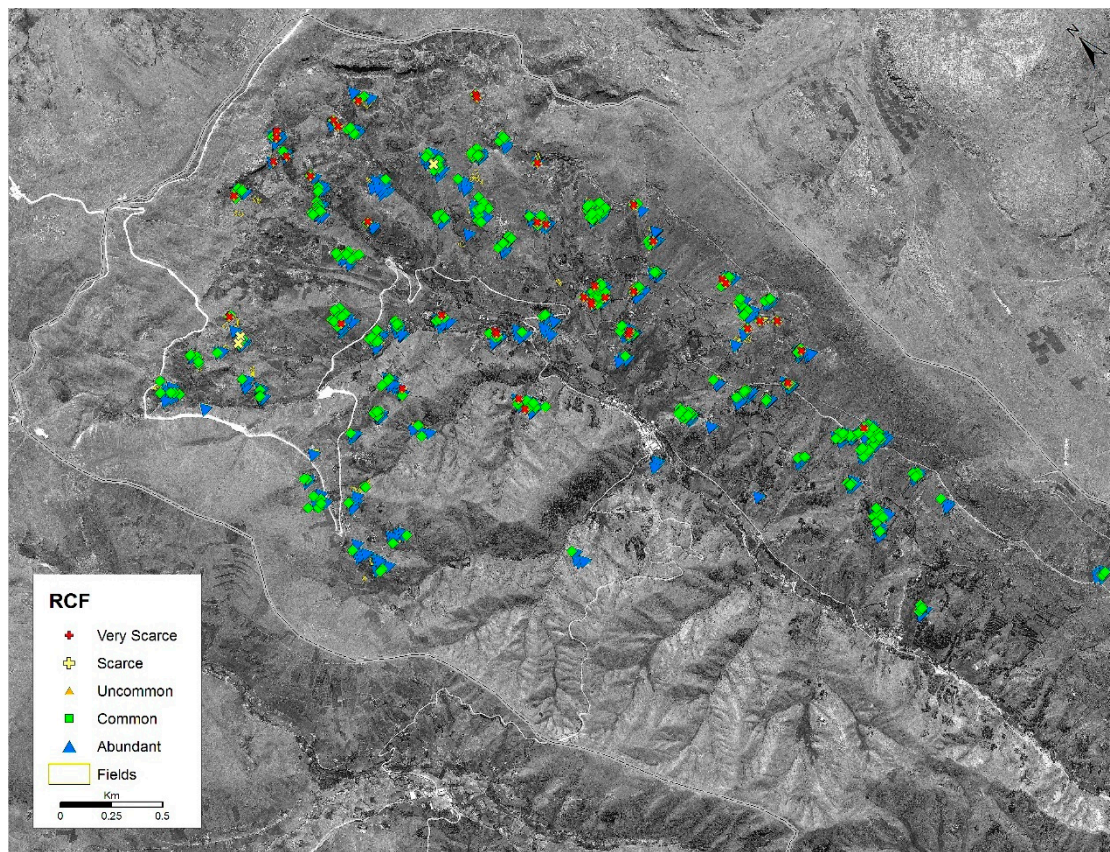 N
RCF
Very Scarce
Scarce
Uncommon
Common
Abundant
Fields
Km
0 0.25 0.5